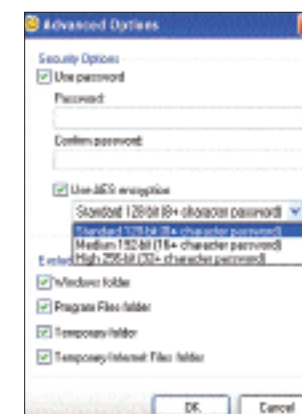 Advanced Options
Security Options
Use password
Password:
Confirm password:
Use AES encryption
Standard 128-bit (8+ character password)
Standard 128-bit (8+ character password)
Medium 192-bit (16+ character password)
High 256-bit (32+ character password)
Windows folder
Program Files folder
Temporary folder
Temporary Internet Files folder
OK
Cancel